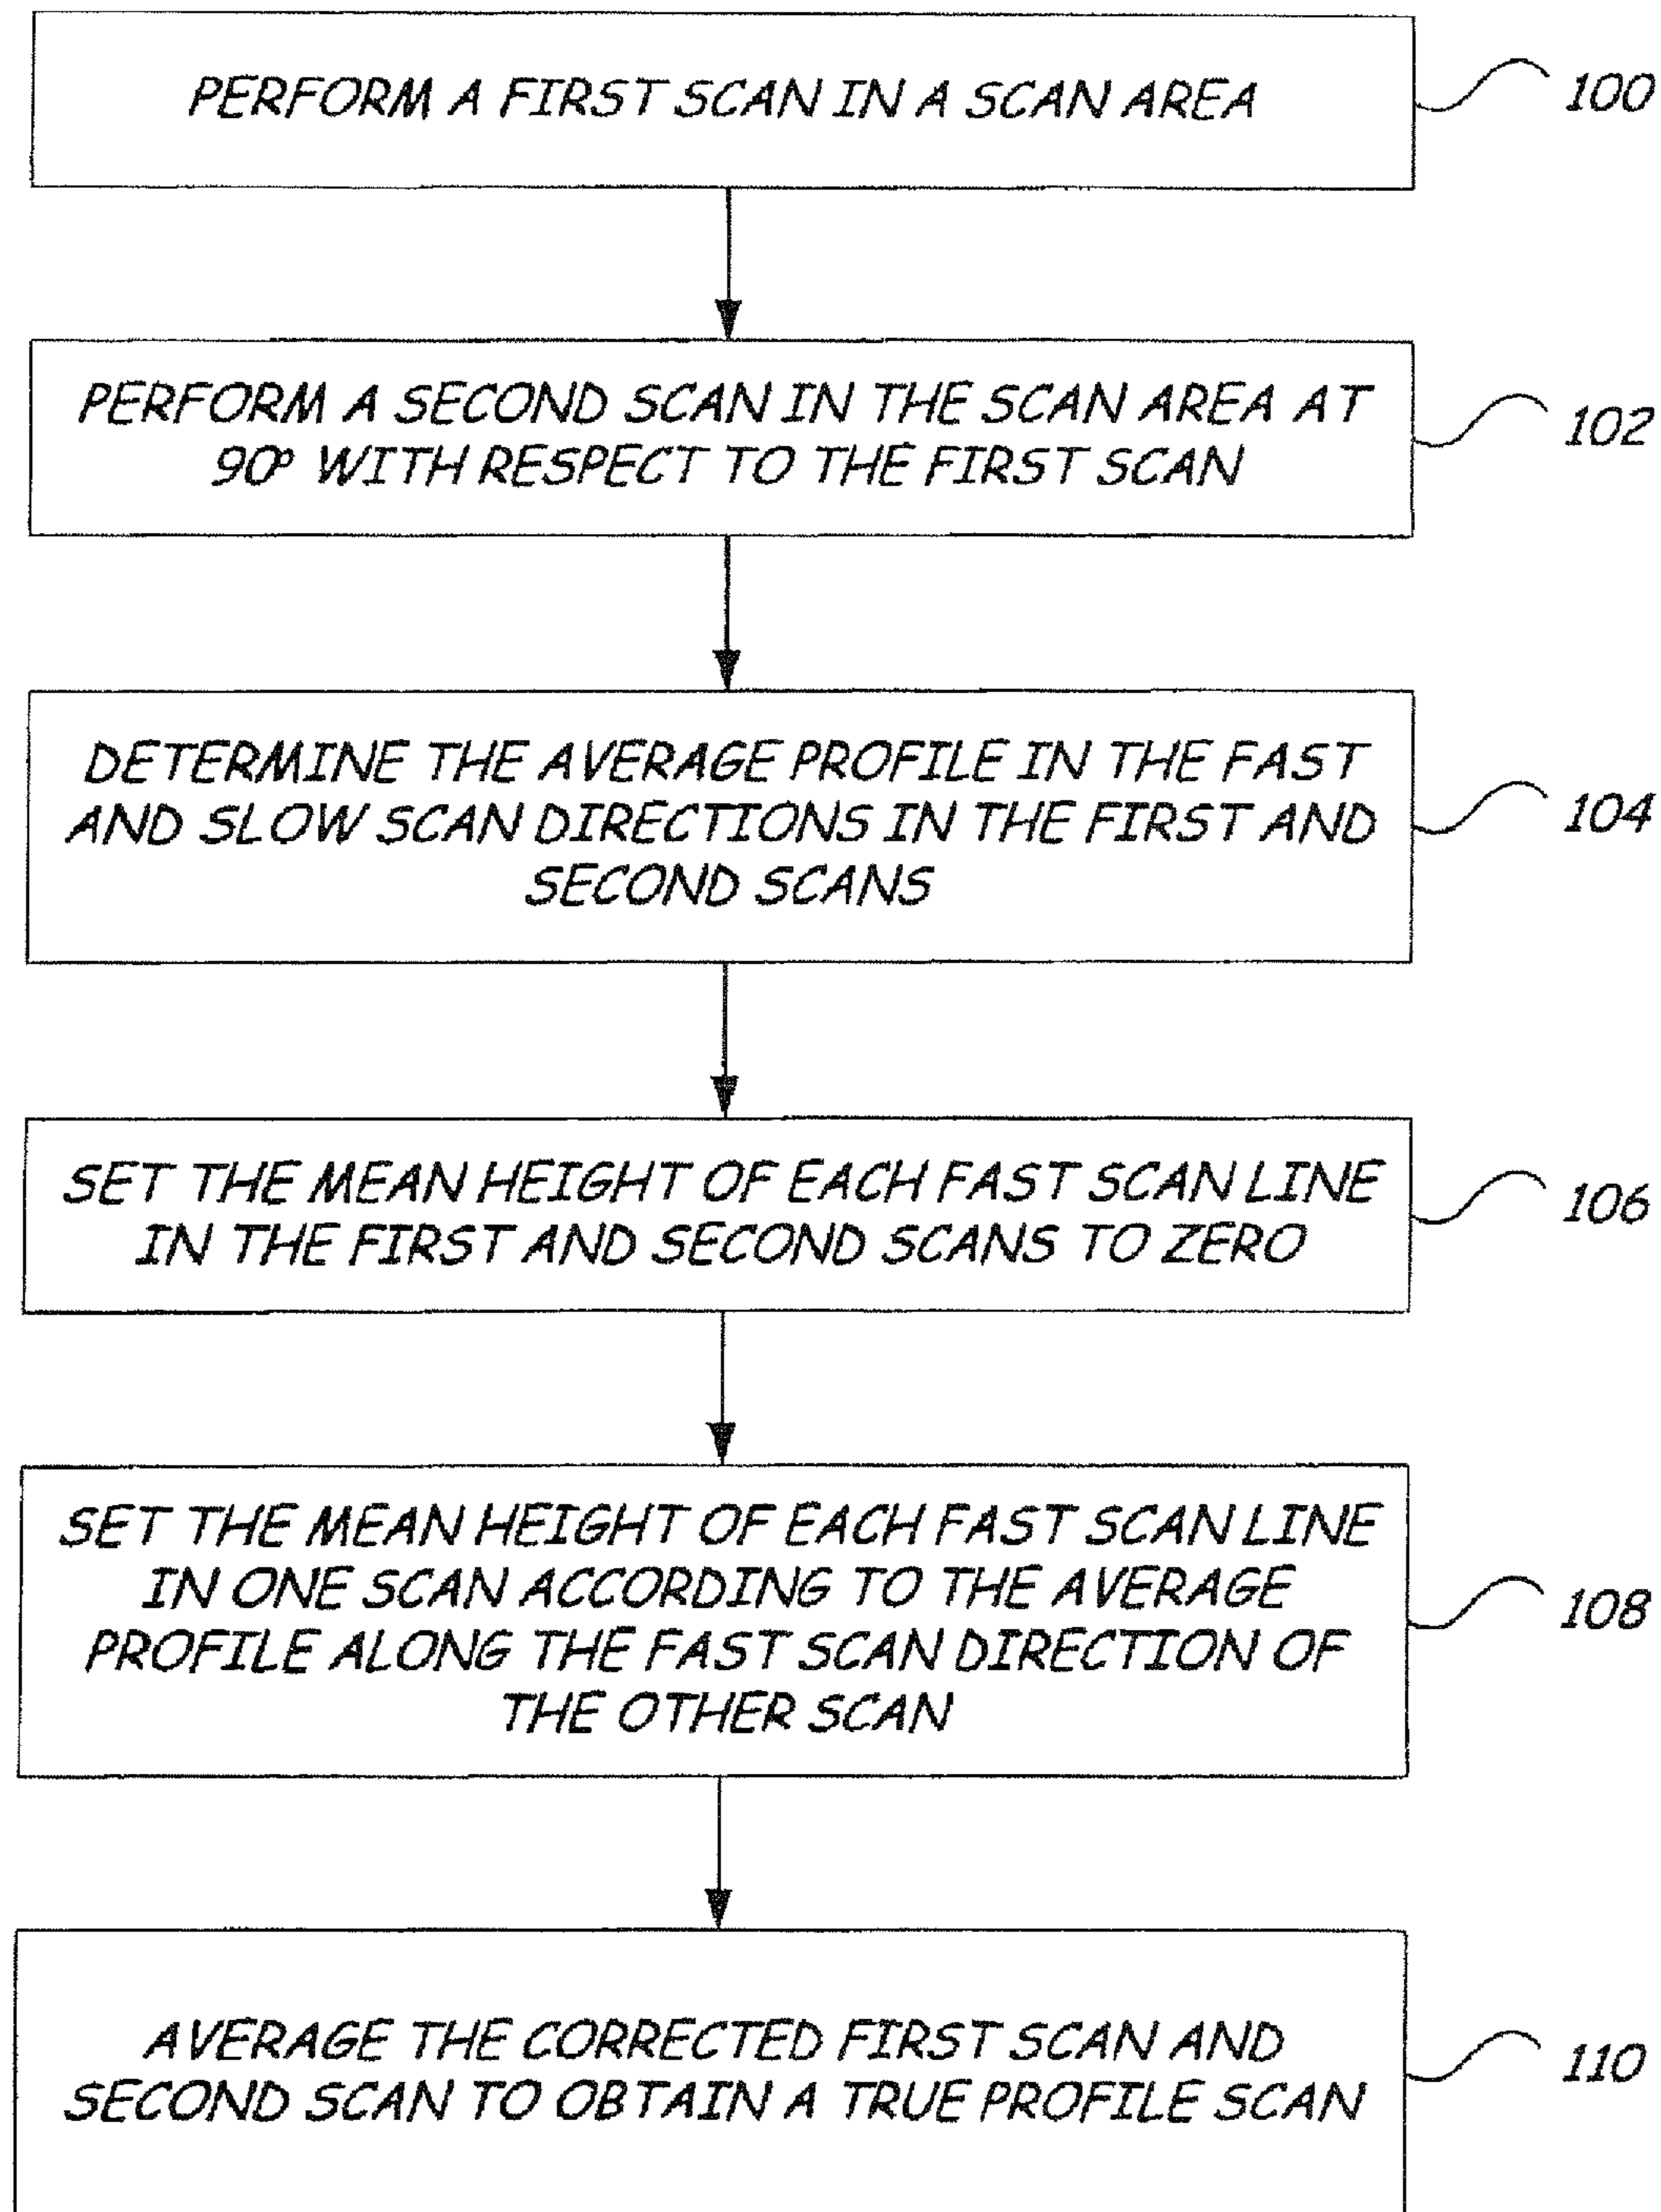 PERFORM A FIRST SCAN IN A SCAN AREA
100
PERFORM A SECOND SCAN IN THE SCAN AREA AT
90° WITH RESPECT TO THE FIRST SCAN
102
DETERMINE THE AVERAGE PROFILE IN THE FAST
AND SLOW SCAN DIRECTIONS IN THE FIRST AND
SECOND SCANS
104
SET THE MEAN HEIGHT OF EACH FAST SCAN LINE
IN THE FIRST AND SECOND SCANS TO ZERO
106
SET THE MEAN HEIGHT OF EACH FAST SCAN LINE
IN ONE SCAN ACCORDING TO THE AVERAGE
PROFILE ALONG THE FAST SCAN DIRECTION OF
THE OTHER SCAN
108
AVERAGE THE CORRECTED FIRST SCAN AND
SECOND SCAN TO OBTAIN A TRUE PROFILE SCAN
110